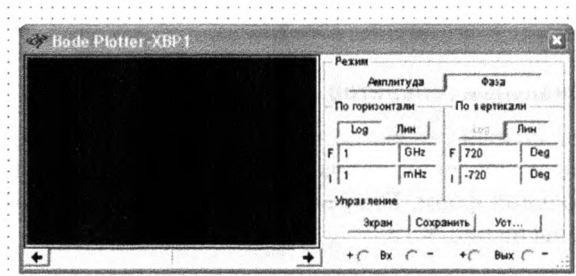 Bode Plotter-XBP1
Режим
Амплитуда Фаза
По горизонтали По вертикали
Log Лин Log Лин
F 1 GHz F 720 Deg
I 1 mHz I -720 Deg
Управление
Экран Сохранить Уст...
+ Вх - + Вых -